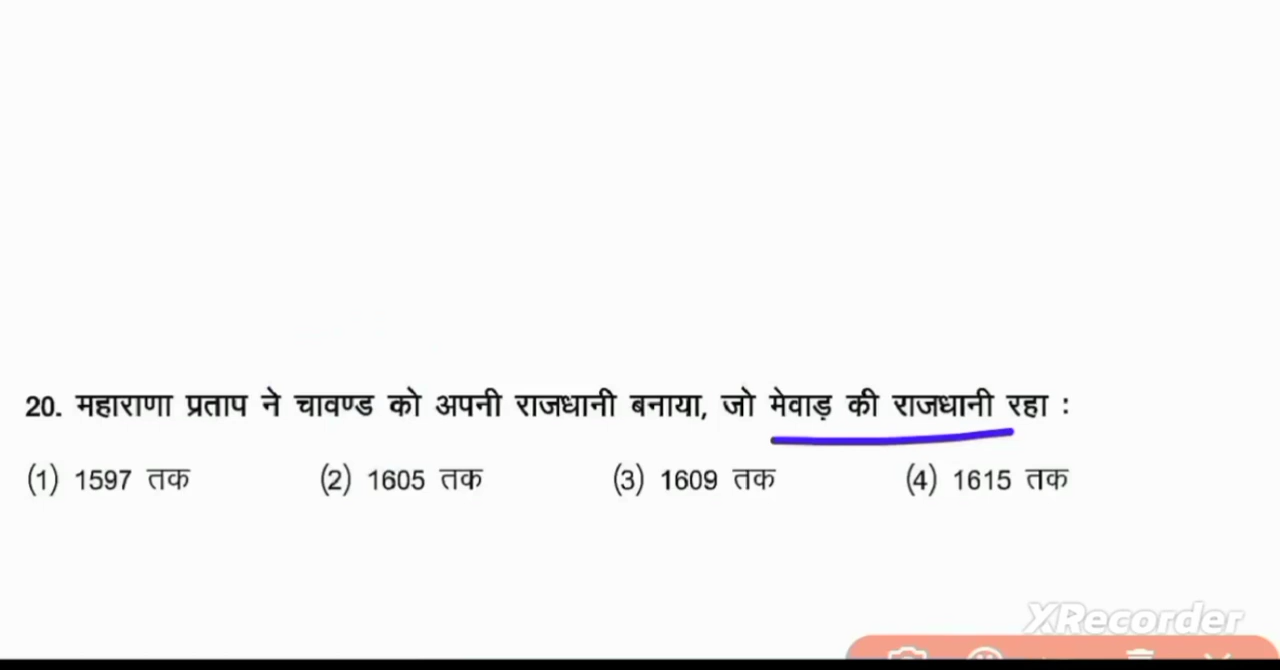 20. महाराणा प्रताप ने चावण्ड को अपनी राजधानी बनाया, जो मेवाड़ की राजधानी रहा :
(1) 1597 तक (2) 1605 तक (3) 1609 तक (4) 1615 तक
XRecorder